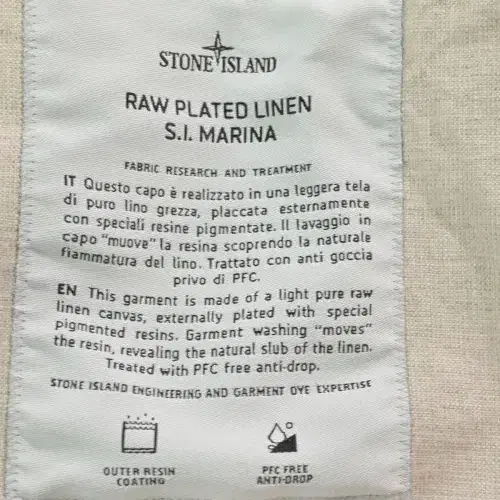 STONE ISLAND
RAW PLATED LINEN
S.I. MARINA
FABRIC RESEARCH AND TREATMENT
IT Questo capo è realizzato in una leggera tela
di puro lino grezza, placcata esternamente
con speciali resine pigmentate. Il lavaggio in
capo "muove" la resina scoprendo la naturale
fiammatura del lino. Trattato con anti goccia
privo di PFC.
EN This garment is made of a light pure raw
linen canvas, externally plated with special
pigmented resins. Garment washing "moves"
the resin, revealing the natural slub of the linen.
Treated with PFC free anti-drop.
STONE ISLAND ENGINEERING AND GARMENT DYE EXPERTISE
OUTER RESIN
COATING
PFC FREE
ANTI-DROP